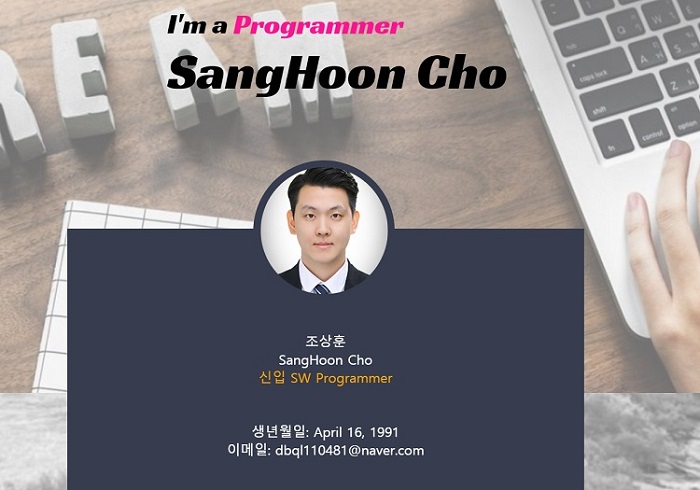 I'm a Programmer
SangHoon Cho
조상훈
SangHoon Cho
신입 SW Programmer
생년월일: April 16, 1991
이메일: dbql110481@naver.com